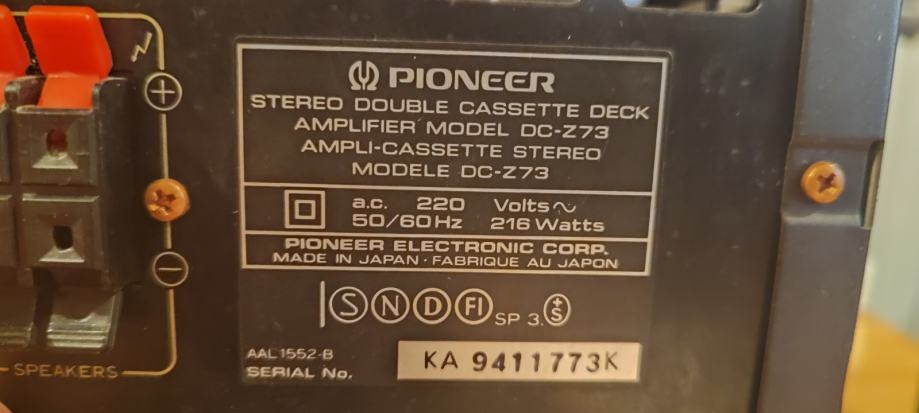 PIONEER
STEREO DOUBLE CASSETTE DECK
AMPLIFIER MODEL DC-Z73
AMPLI-CASSETTE STEREO
MODELE DC-Z73
a.c. 220 Volts～
50/60Hz 216 Watts
PIONEER ELECTRONIC CORP.
MADE IN JAPAN · FABRIQUE AU JAPON
S N D FI SP 3. +S
AAL1552-B
SERIAL No. KA 9411773K
+
−
SPEAKERS